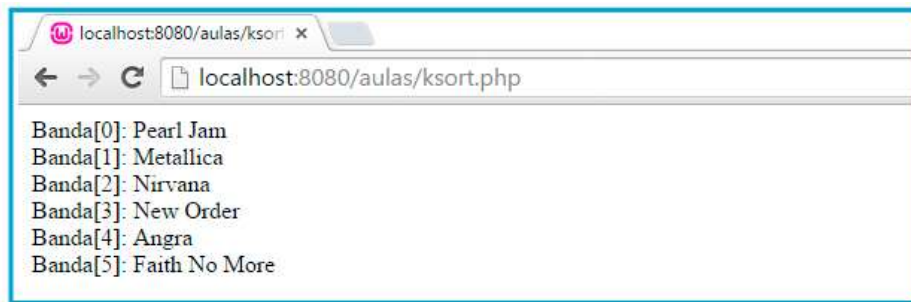 localhost:8080/aulas/ksort
localhost:8080/aulas/ksort.php
Banda[0]: Pearl Jam
Banda[1]: Metallica
Banda[2]: Nirvana
Banda[3]: New Order
Banda[4]: Angra
Banda[5]: Faith No More